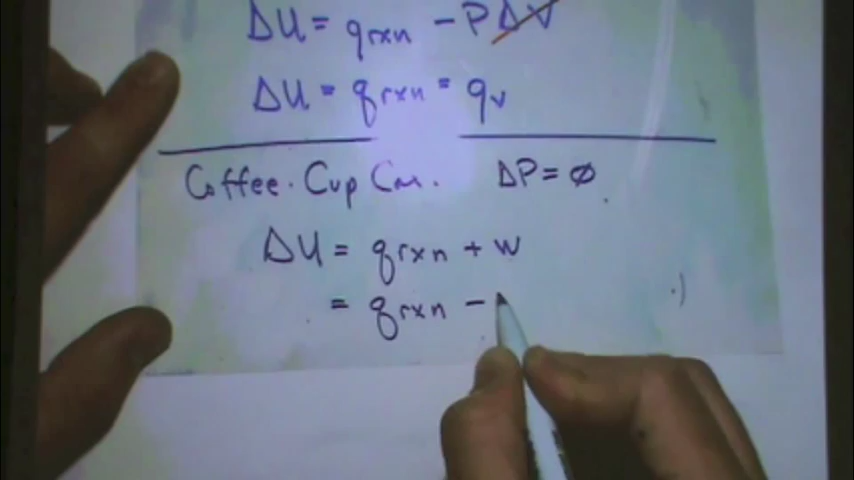 ΔU = qrxn - PΔV
ΔU = qrxn = qv
Coffee. Cup Cal. ΔP = ∅
ΔU = qrxn + w
= qrxn -